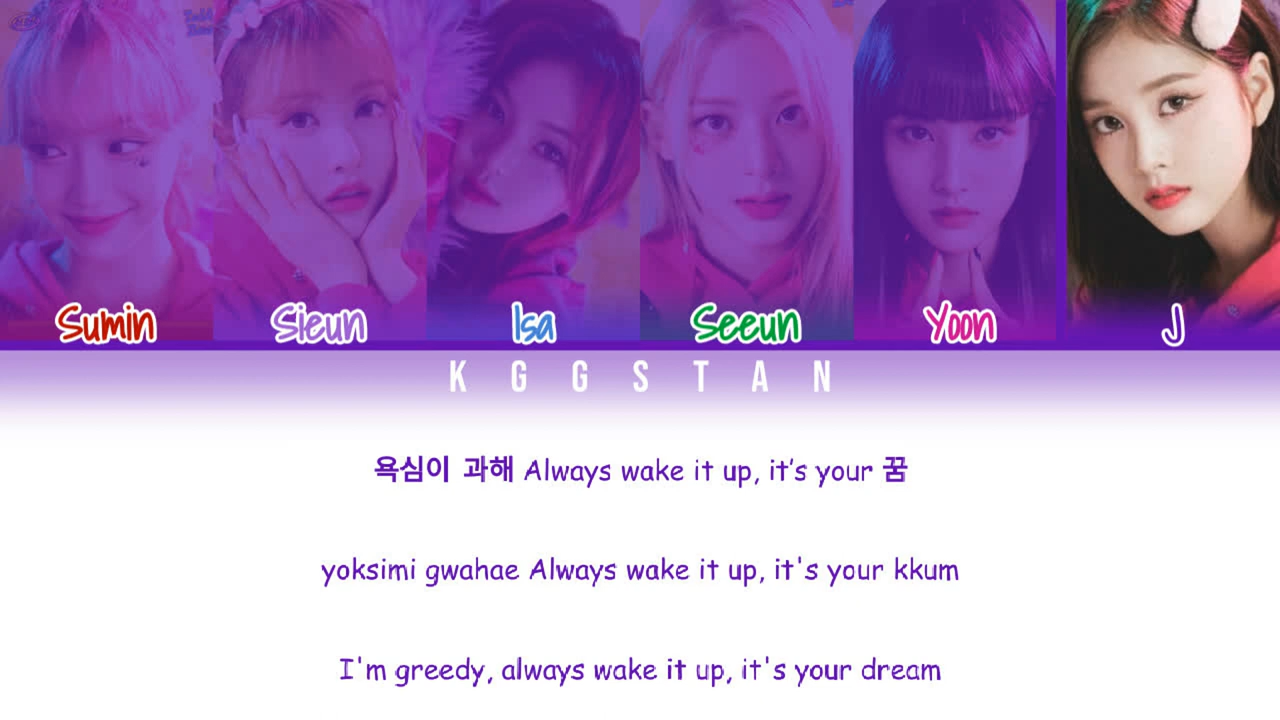 Sumin Sieun Isa Seeun Yoon J
K G G S T A N
욕심이 과해 Always wake it up, it’s your 꿈
yoksimi gwahae Always wake it up, it's your kkum
I'm greedy, always wake it up, it's your dream